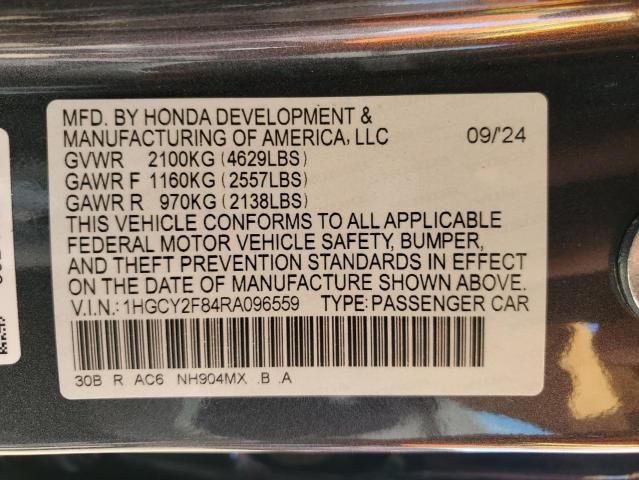 MFD. BY HONDA DEVELOPMENT &
MANUFACTURING OF AMERICA, LLC 09/'24
GVWR 2100KG (4629LBS)
GAWR F 1160KG (2557LBS)
GAWR R 970KG (2138LBS)
THIS VEHICLE CONFORMS TO ALL APPLICABLE
FEDERAL MOTOR VEHICLE SAFETY, BUMPER,
AND THEFT PREVENTION STANDARDS IN EFFECT
ON THE DATE OF MANUFACTURE SHOWN ABOVE.
V.I.N.: 1HGCY2F84RA096559 TYPE: PASSENGER CAR
30B R AC6 NH904MX .B .A